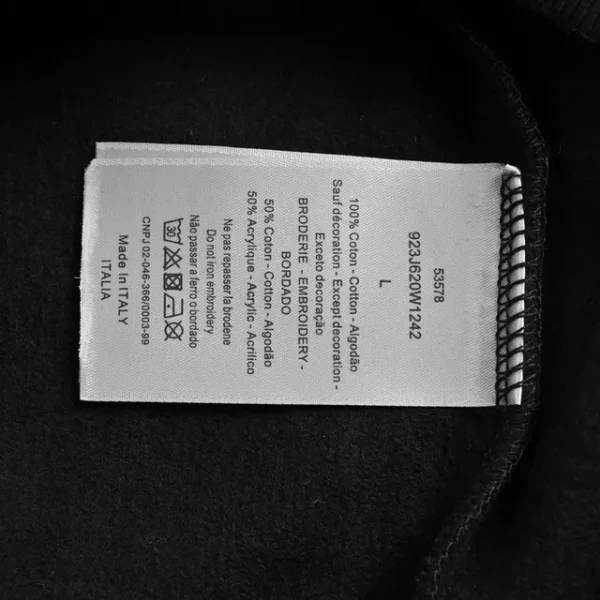 53578
923J620W1242
L
100% Coton - Cotton - Algodão
Sauf décoration - Except decoration -
Exceto decoração
BRODERIE - EMBROIDERY -
BORDADO
50% Coton - Cotton - Algodão
50% Acrylique - Acrylic - Acrílico
Ne pas repasser la broderie
Do not iron embroidery
Não passar a ferro o bordado
30
CNPJ 02-046-366/0003-99
Made In ITALY
ITALIA